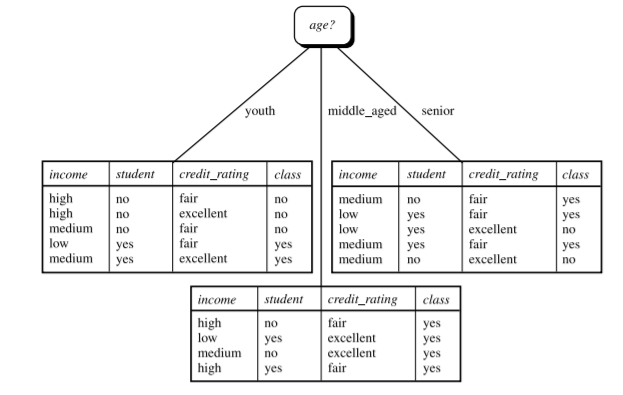 age?
youth
middle_aged
senior
income student credit_rating class
high no fair no
high no excellent no
medium no fair no
low yes fair yes
medium yes excellent yes
income student credit_rating class
medium no fair yes
low yes fair yes
low yes excellent no
medium yes fair yes
medium no excellent no
income student credit_rating class
high no fair yes
low yes excellent yes
medium no excellent yes
high yes fair yes